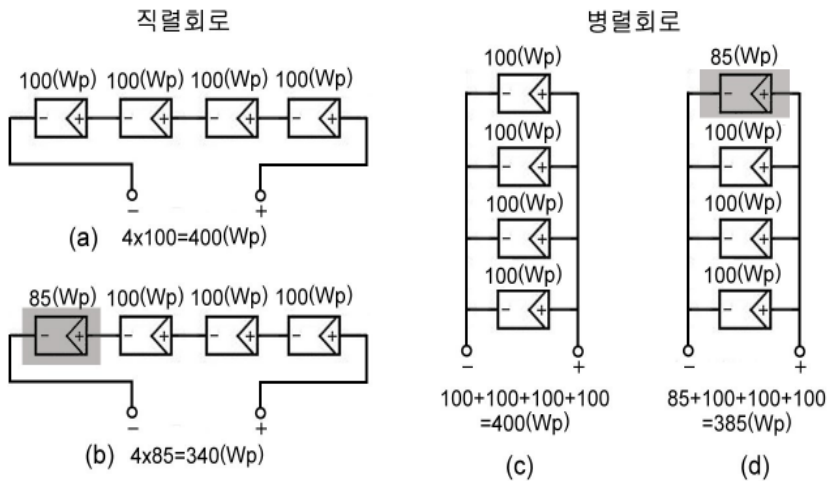 직렬회로
100(Wp) 100(Wp) 100(Wp) 100(Wp)
- + - + - + - +
- +
(a) 4x100=400(Wp)
85(Wp) 100(Wp) 100(Wp) 100(Wp)
- + - + - + - +
- +
(b) 4x85=340(Wp)
병렬회로
100(Wp)
- +
100(Wp)
- +
100(Wp)
- +
100(Wp)
- +
- +
100+100+100+100
=400(Wp)
(c)
85(Wp)
- +
100(Wp)
- +
100(Wp)
- +
100(Wp)
- +
- +
85+100+100+100
=385(Wp)
(d)